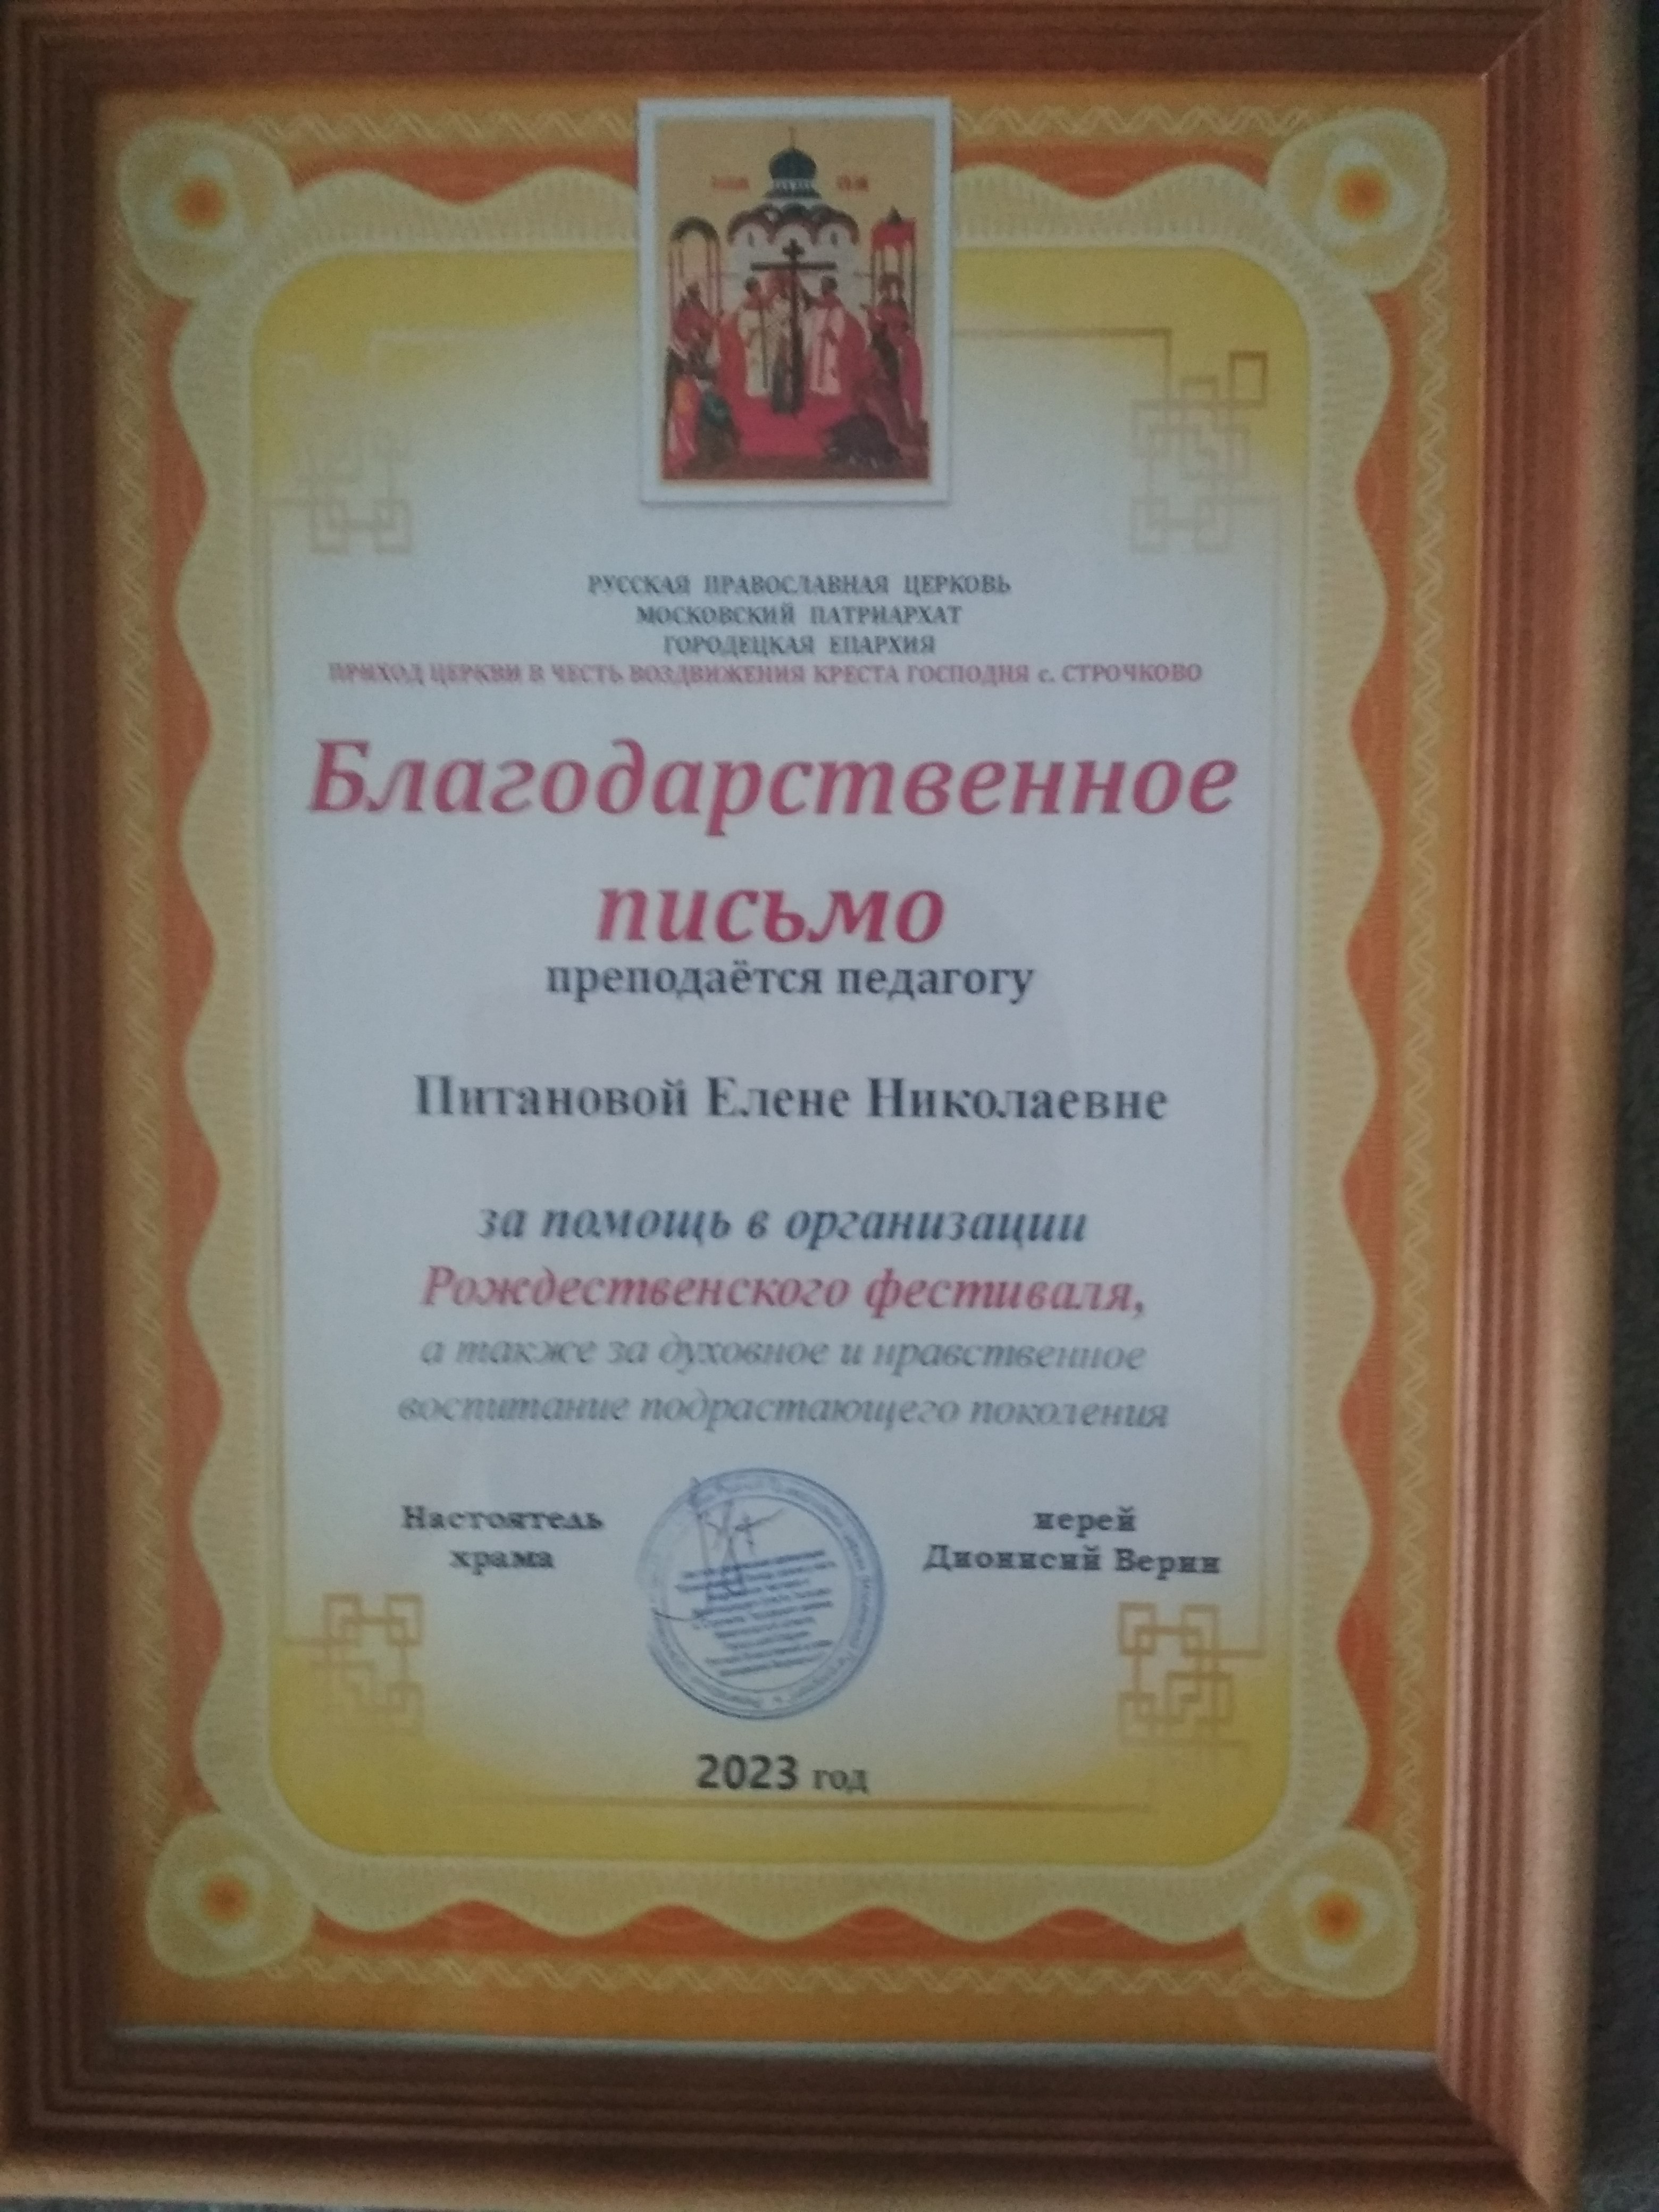 РУССКАЯ ПРАВОСЛАВНАЯ ЦЕРКОВЬ
МОСКОВСКИЙ ПАТРИАРХАТ
ГОРОДЕЦКАЯ ЕПАРХИЯ
ПРИХОД ЦЕРКВИ В ЧЕСТЬ ВОЗДВИЖЕНИЯ КРЕСТА ГОСПОДНЯ с. СТРОЧКОВО
Благодарственное
письмо
преподаётся педагогу
Питановой Елене Николаевне
за помощь в организации
Рождественского фестиваля,
а также за духовное и нравственное
воспитание подрастающего поколения
Настоятель
храма
иерей
Дионисий Верин
2023 год